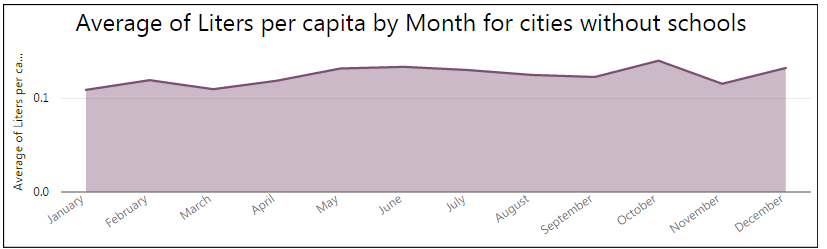 Average of Liters per capita by Month for cities without schools
Average of Liters per ca...
0.1
0.0
January
February
March
April
May
June
July
August
September
October
November
December